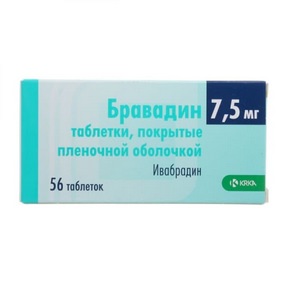 Бравадин 7,5 мг
таблетки, покрытые
пленочной оболочкой
Ивабрадин
56 таблеток
KRKA